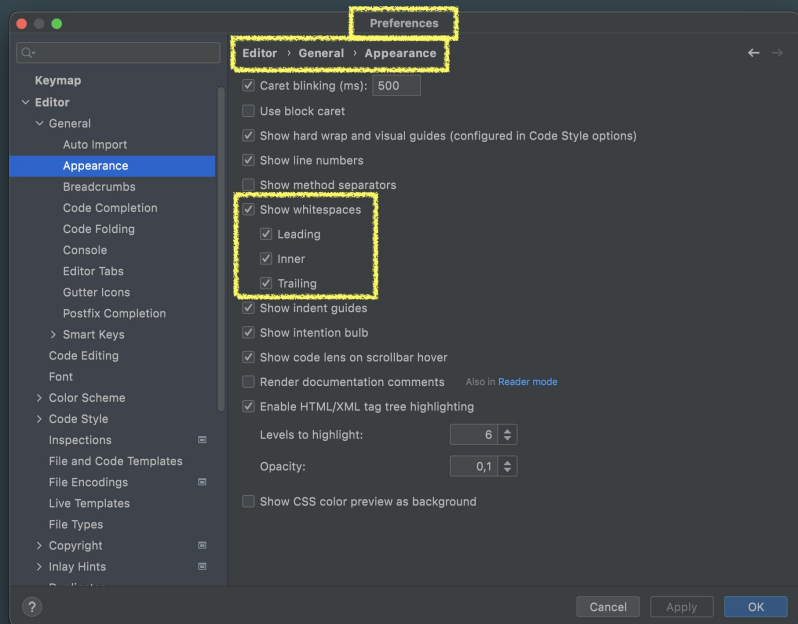 Preferences
Editor › General › Appearance
Keymap
Editor
General
Auto Import
Appearance
Breadcrumbs
Code Completion
Code Folding
Console
Editor Tabs
Gutter Icons
Postfix Completion
Smart Keys
Code Editing
Font
Color Scheme
Code Style
Inspections
File and Code Templates
File Encodings
Live Templates
File Types
Copyright
Inlay Hints
Caret blinking (ms): 500
Use block caret
Show hard wrap and visual guides (configured in Code Style options)
Show line numbers
Show method separators
Show whitespaces
Leading
Inner
Trailing
Show indent guides
Show intention bulb
Show code lens on scrollbar hover
Render documentation comments Also in Reader mode
Enable HTML/XML tag tree highlighting
Levels to highlight: 6
Opacity: 0,1
Show CSS color preview as background
? Cancel Apply OK